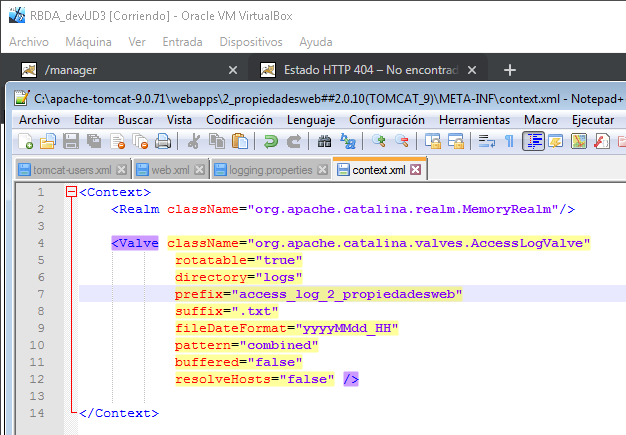 RBDA_devUD3 [Corriendo] - Oracle VM VirtualBox
Archivo Máquina Ver Entrada Dispositivos Ayuda
/manager Estado HTTP 404 – No encontrad
C:\apache-tomcat-9.0.71\webapps\2_propiedadesweb##2.0.10(TOMCAT_9)\META-INF\context.xml - Notepad+
Archivo Editar Buscar Vista Codificación Lenguaje Configuración Herramientas Macro Ejecutar
tomcat-users.xml web.xml logging.properties context.xml
1 <Context>
2 <Realm className="org.apache.catalina.realm.MemoryRealm"/>
3
4 <Valve className="org.apache.catalina.valves.AccessLogValve"
5 rotatable="true"
6 directory="logs"
7 prefix="access_log_2_propiedadesweb"
8 suffix=".txt"
9 fileDateFormat="yyyyMMdd_HH"
10 pattern="combined"
11 buffered="false"
12 resolveHosts="false" />
13
14 </Context>